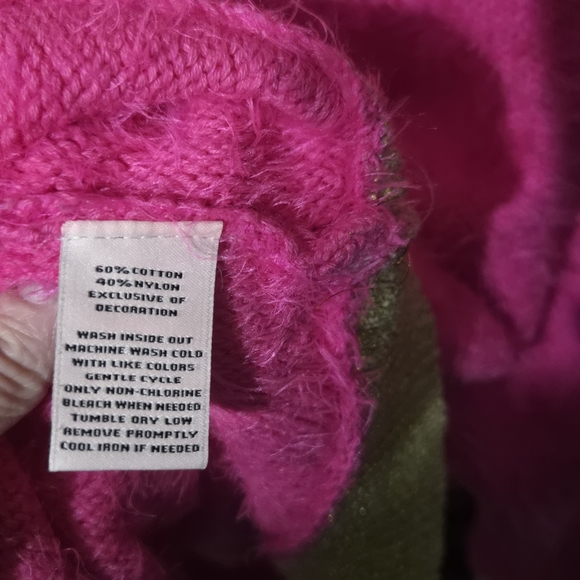 60% COTTON
40% NYLON
EXCLUSIVE OF
DECORATION
WASH INSIDE OUT
MACHINE WASH COLD
WITH LIKE COLORS
GENTLE CYCLE
ONLY NON-CHLORINE
BLEACH WHEN NEEDED
TUMBLE DRY LOW
REMOVE PROMPTLY
COOL IRON IF NEEDED